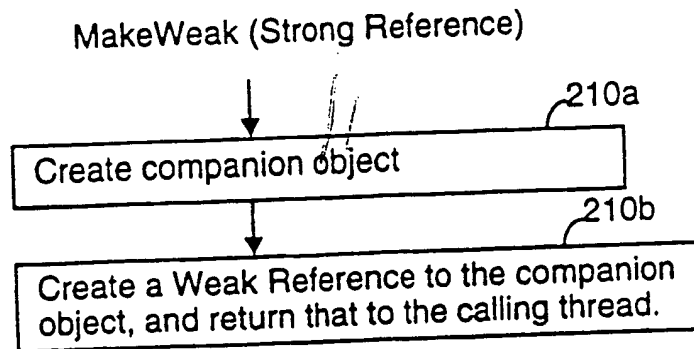 MakeWeak (Strong Reference)
210a
Create companion object
210b
Create a Weak Reference to the companion
object, and return that to the calling thread.